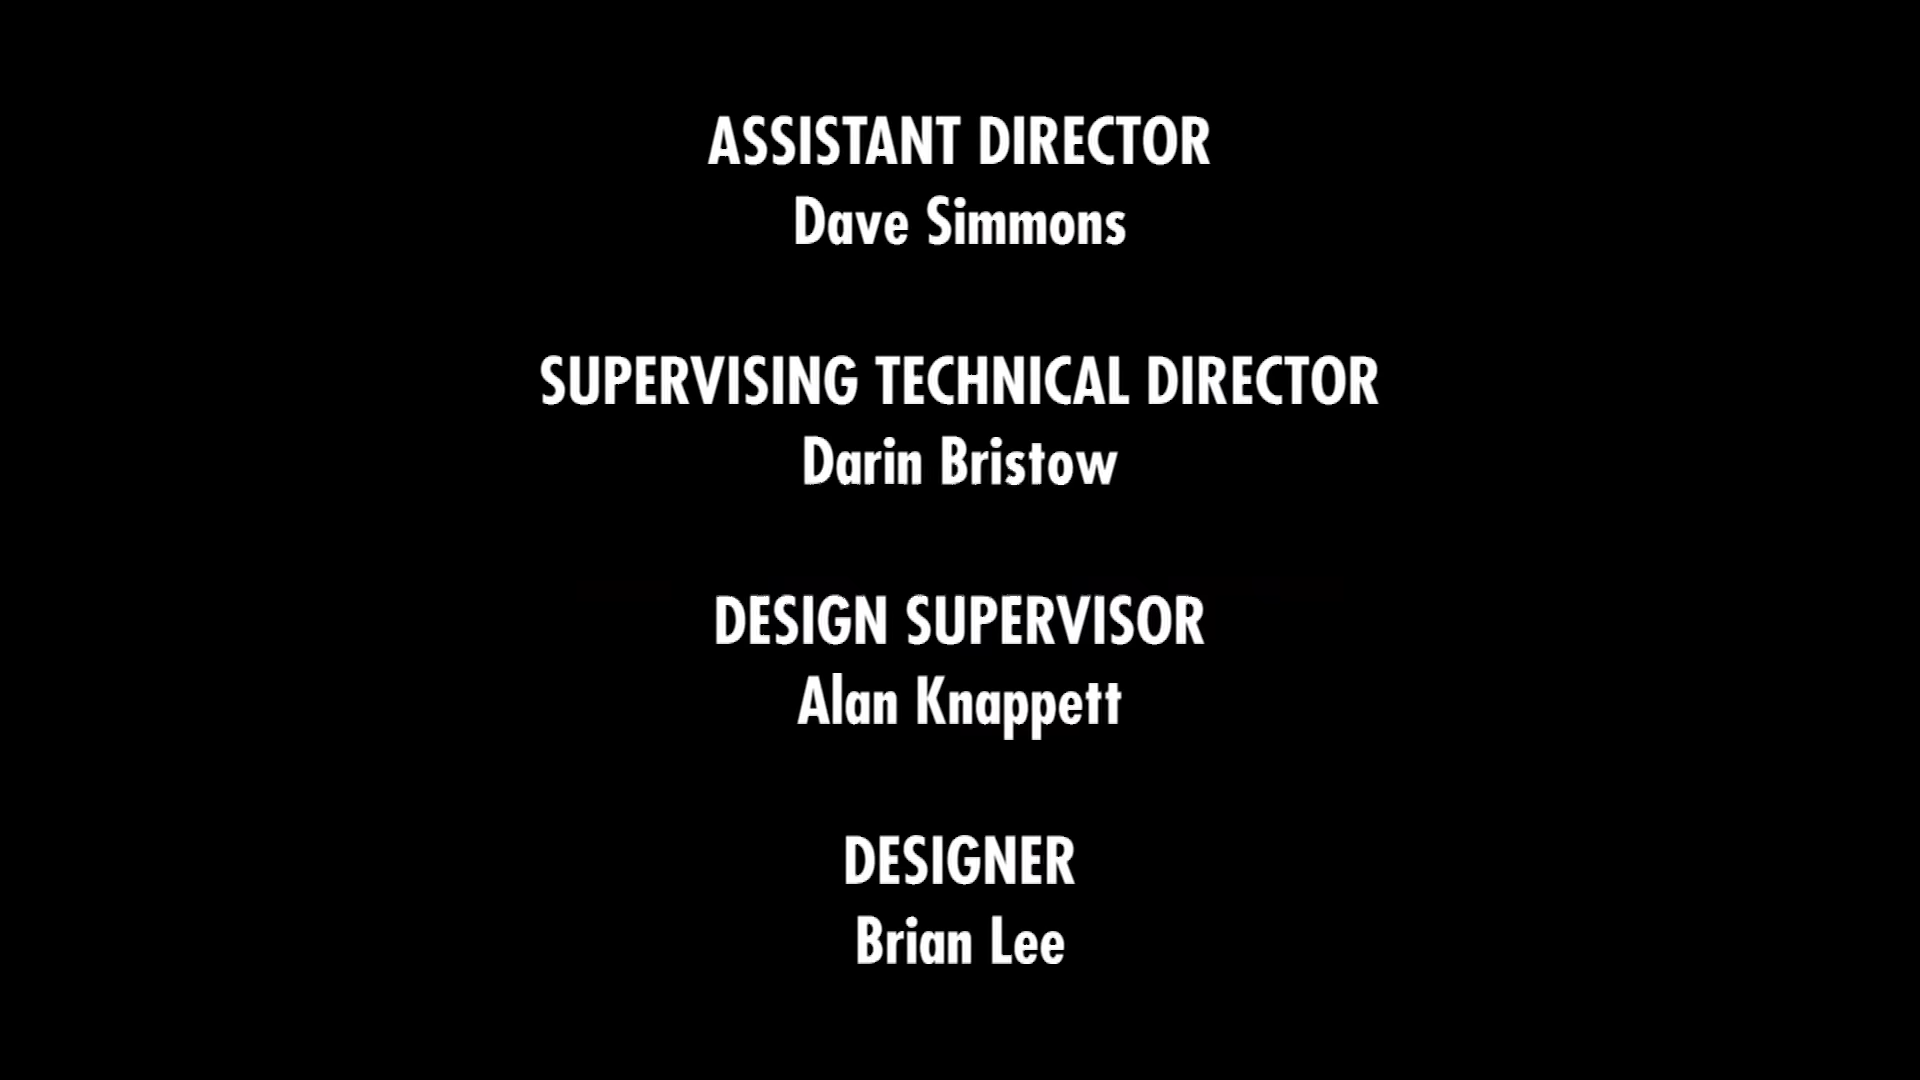 ASSISTANT DIRECTOR
Dave Simmons
SUPERVISING TECHNICAL DIRECTOR
Darin Bristow
DESIGN SUPERVISOR
Alan Knappett
DESIGNER
Brian Lee